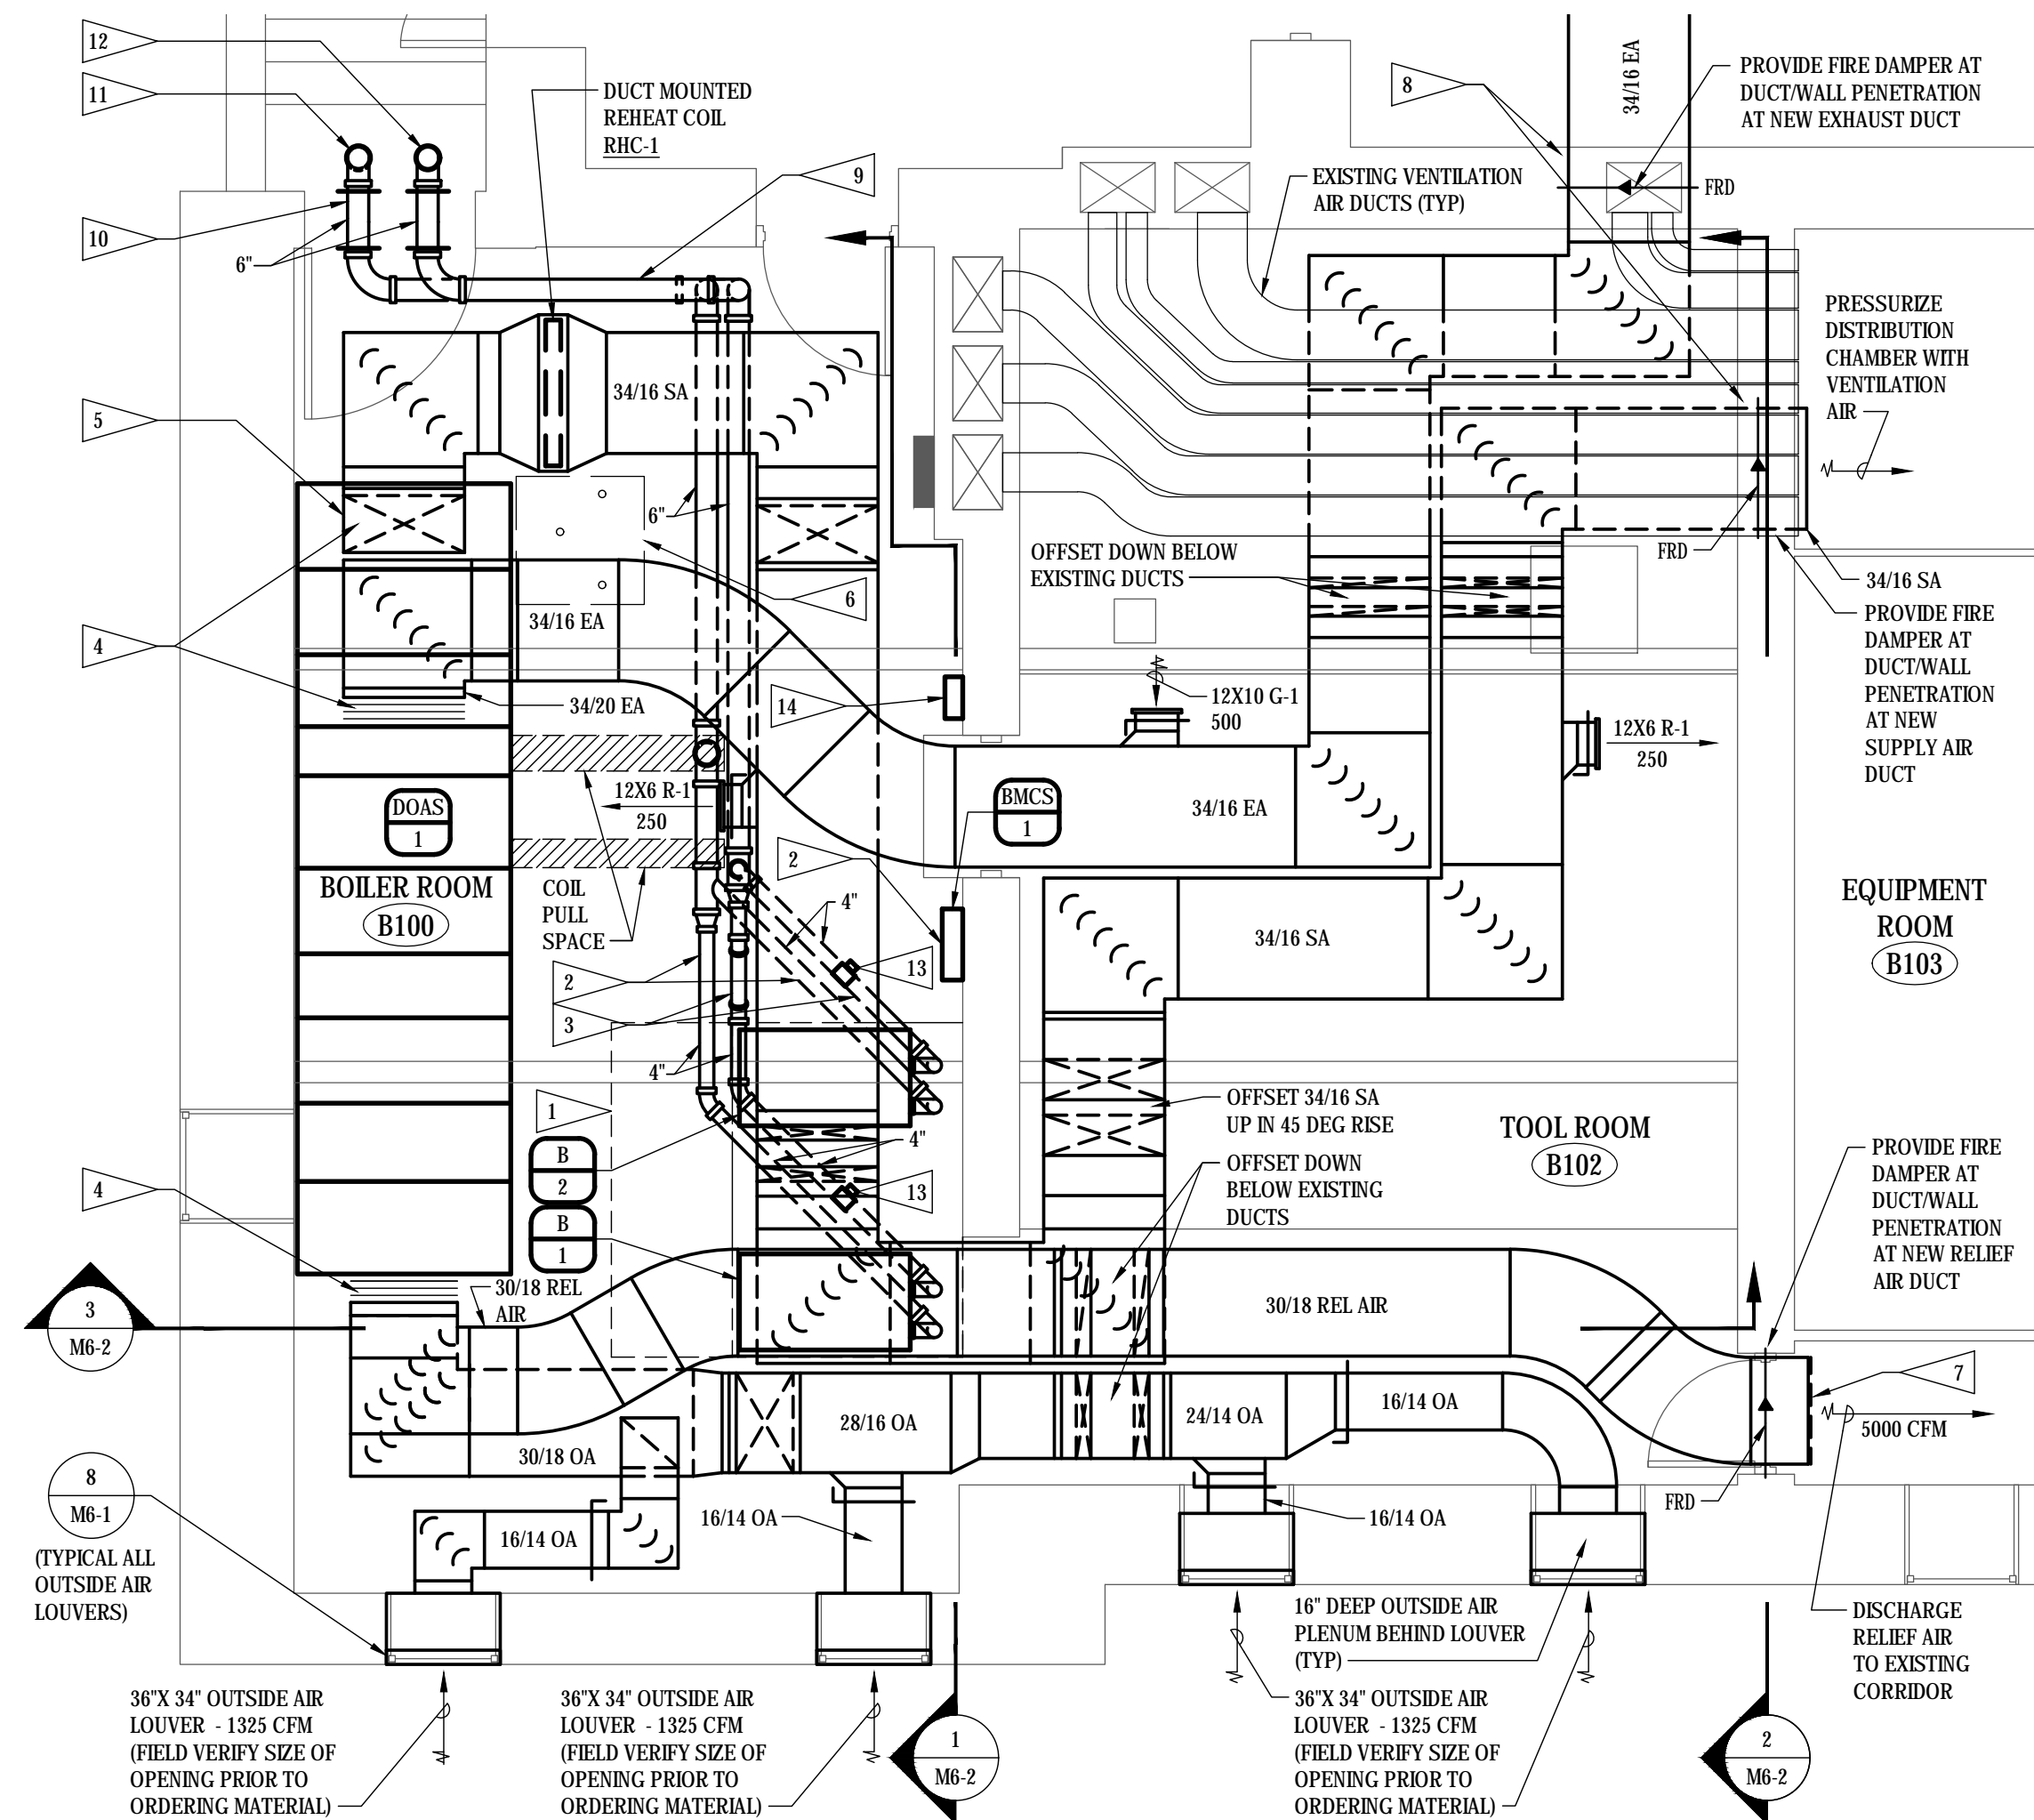 12
11
10
6"
DUCT MOUNTED
REHEAT COIL
RHC-1
9
8
34/16 EA
PROVIDE FIRE DAMPER AT
DUCT/WALL PENETRATION
AT NEW EXHAUST DUCT
EXISTING VENTILATION
AIR DUCTS (TYP)
FRD
PRESSURIZE
DISTRIBUTION
CHAMBER WITH
VENTILATION
AIR
5
34/16 SA
6"
OFFSET DOWN BELOW
EXISTING DUCTS
FRD
34/16 SA
PROVIDE FIRE
DAMPER AT
DUCT/WALL
PENETRATION
AT NEW
SUPPLY AIR
DUCT
4
34/16 EA
6
34/20 EA
14
12X10 G-1
500
12X6 R-1
250
DOAS
1
12X6 R-1
250
BMCS
1
34/16 EA
2
BOILER ROOM
B100
COIL
PULL
SPACE
4"
34/16 SA
EQUIPMENT
ROOM
B103
2
3
13
4"
1
B
2
B
1
4"
13
OFFSET 34/16 SA
UP IN 45 DEG RISE
OFFSET DOWN
BELOW EXISTING
DUCTS
TOOL ROOM
B102
PROVIDE FIRE
DAMPER AT
DUCT/WALL
PENETRATION
AT NEW RELIEF
AIR DUCT
4
3
M6-2
30/18 REL
AIR
30/18 REL AIR
7
5000 CFM
28/16 OA
24/14 OA
16/14 OA
30/18 OA
8
M6-1
(TYPICAL ALL
OUTSIDE AIR
LOUVERS)
16/14 OA
16/14 OA
16/14 OA
FRD
16" DEEP OUTSIDE AIR
PLENUM BEHIND LOUVER
(TYP)
DISCHARGE
RELIEF AIR
TO EXISTING
CORRIDOR
36"X 34" OUTSIDE AIR
LOUVER - 1325 CFM
(FIELD VERIFY SIZE OF
OPENING PRIOR TO
ORDERING MATERIAL)
36"X 34" OUTSIDE AIR
LOUVER - 1325 CFM
(FIELD VERIFY SIZE OF
OPENING PRIOR TO
ORDERING MATERIAL)
1
M6-2
36"X 34" OUTSIDE AIR
LOUVER - 1325 CFM
(FIELD VERIFY SIZE OF
OPENING PRIOR TO
ORDERING MATERIAL)
2
M6-2